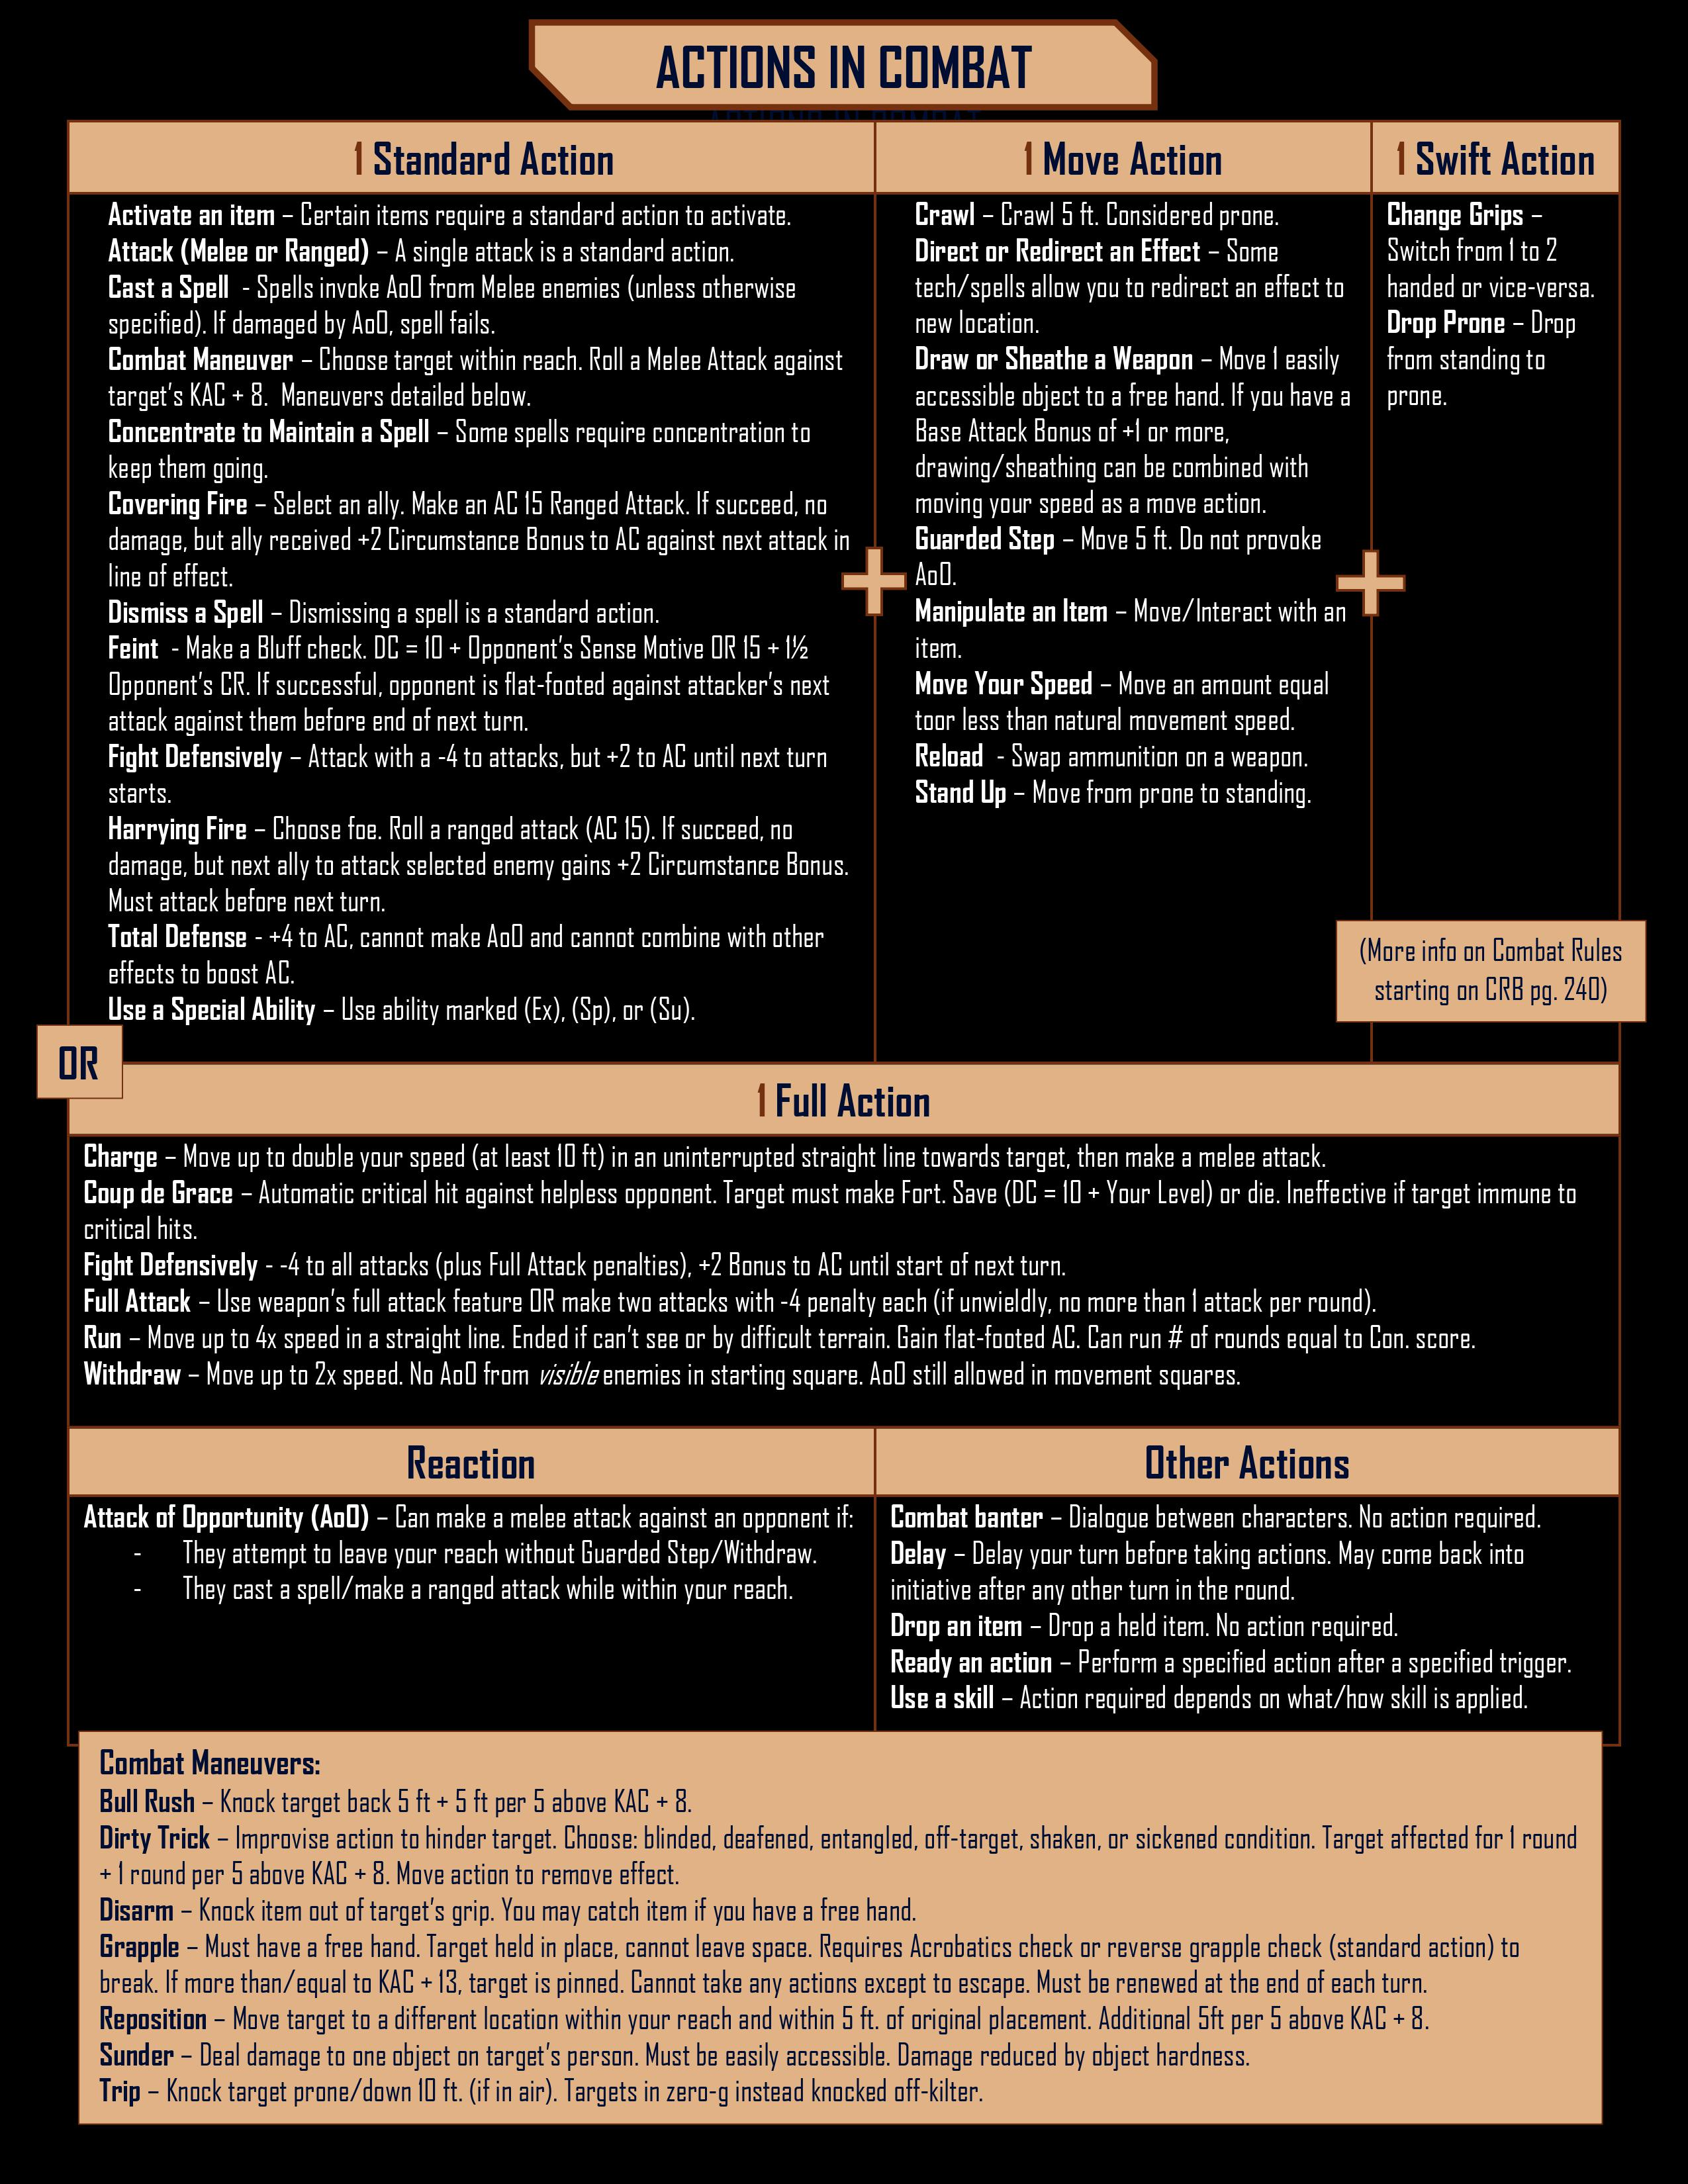 ACTIONS IN COMBAT
1 Standard Action
Activate an item – Certain items require a standard action to activate.
Attack (Melee or Ranged) – A single attack is a standard action.
Cast a Spell - Spells invoke AoO from Melee enemies (unless otherwise
specified). If damaged by AoO, spell fails.
Combat Maneuver – Choose target within reach. Roll a Melee Attack against
target's KAC + 8. Maneuvers detailed below.
Concentrate to Maintain a Spell – Some spells require concentration to
keep them going.
Covering Fire – Select an ally. Make an AC 15 Ranged Attack. If succeed, no
damage, but ally received +2 Circumstance Bonus to AC against next attack in
line of effect.
Dismiss a Spell – Dismissing a spell is a standard action.
Feint - Make a Bluff check. DC = 10 + Opponent's Sense Motive OR 15 + 1½
Opponent's CR. If successful, opponent is flat-footed against attacker's next
attack against them before end of next turn.
Fight Defensively – Attack with a -4 to attacks, but +2 to AC until next turn
starts.
Harrying Fire – Choose foe. Roll a ranged attack (AC 15). If succeed, no
damage, but next ally to attack selected enemy gains +2 Circumstance Bonus.
Must attack before next turn.
Total Defense - +4 to AC, cannot make AoO and cannot combine with other
effects to boost AC.
Use a Special Ability – Use ability marked (Ex), (Sp), or (Su).
+
1 Move Action
Crawl – Crawl 5 ft. Considered prone.
Direct or Redirect an Effect – Some
tech/spells allow you to redirect an effect to
new location.
Draw or Sheathe a Weapon – Move 1 easily
accessible object to a free hand. If you have a
Base Attack Bonus of +1 or more,
drawing/sheathing can be combined with
moving your speed as a move action.
Guarded Step – Move 5 ft. Do not provoke
AoO.
Manipulate an Item – Move/Interact with an
item.
Move Your Speed – Move an amount equal
toor less than natural movement speed.
Reload - Swap ammunition on a weapon.
Stand Up – Move from prone to standing.
+
1 Swift Action
Change Grips –
Switch from 1 to 2
handed or vice-versa.
Drop Prone – Drop
from standing to
prone.
(More info on Combat Rules
starting on CRB pg. 240)
OR
1 Full Action
Charge – Move up to double your speed (at least 10 ft) in an uninterrupted straight line towards target, then make a melee attack.
Coup de Grace – Automatic critical hit against helpless opponent. Target must make Fort. Save (DC = 10 + Your Level) or die. Ineffective if target immune to
critical hits.
Fight Defensively - -4 to all attacks (plus Full Attack penalties), +2 Bonus to AC until start of next turn.
Full Attack – Use weapon's full attack feature OR make two attacks with -4 penalty each (if unwieldly, no more than 1 attack per round).
Run – Move up to 4x speed in a straight line. Ended if can't see or by difficult terrain. Gain flat-footed AC. Can run # of rounds equal to Con. score.
Withdraw – Move up to 2x speed. No AoO from visible enemies in starting square. AoO still allowed in movement squares.
Reaction
Attack of Opportunity (AoO) – Can make a melee attack against an opponent if:
- They attempt to leave your reach without Guarded Step/Withdraw.
- They cast a spell/make a ranged attack while within your reach.
Other Actions
Combat banter – Dialogue between characters. No action required.
Delay – Delay your turn before taking actions. May come back into
initiative after any other turn in the round.
Drop an item – Drop a held item. No action required.
Ready an action – Perform a specified action after a specified trigger.
Use a skill – Action required depends on what/how skill is applied.
Combat Maneuvers:
Bull Rush – Knock target back 5 ft + 5 ft per 5 above KAC + 8.
Dirty Trick – Improvise action to hinder target. Choose: blinded, deafened, entangled, off-target, shaken, or sickened condition. Target affected for 1 round
+ 1 round per 5 above KAC + 8. Move action to remove effect.
Disarm – Knock item out of target's grip. You may catch item if you have a free hand.
Grapple – Must have a free hand. Target held in place, cannot leave space. Requires Acrobatics check or reverse grapple check (standard action) to
break. If more than/equal to KAC + 13, target is pinned. Cannot take any actions except to escape. Must be renewed at the end of each turn.
Reposition – Move target to a different location within your reach and within 5 ft. of original placement. Additional 5ft per 5 above KAC + 8.
Sunder – Deal damage to one object on target's person. Must be easily accessible. Damage reduced by object hardness.
Trip – Knock target prone/down 10 ft. (if in air). Targets in zero-g instead knocked off-kilter.